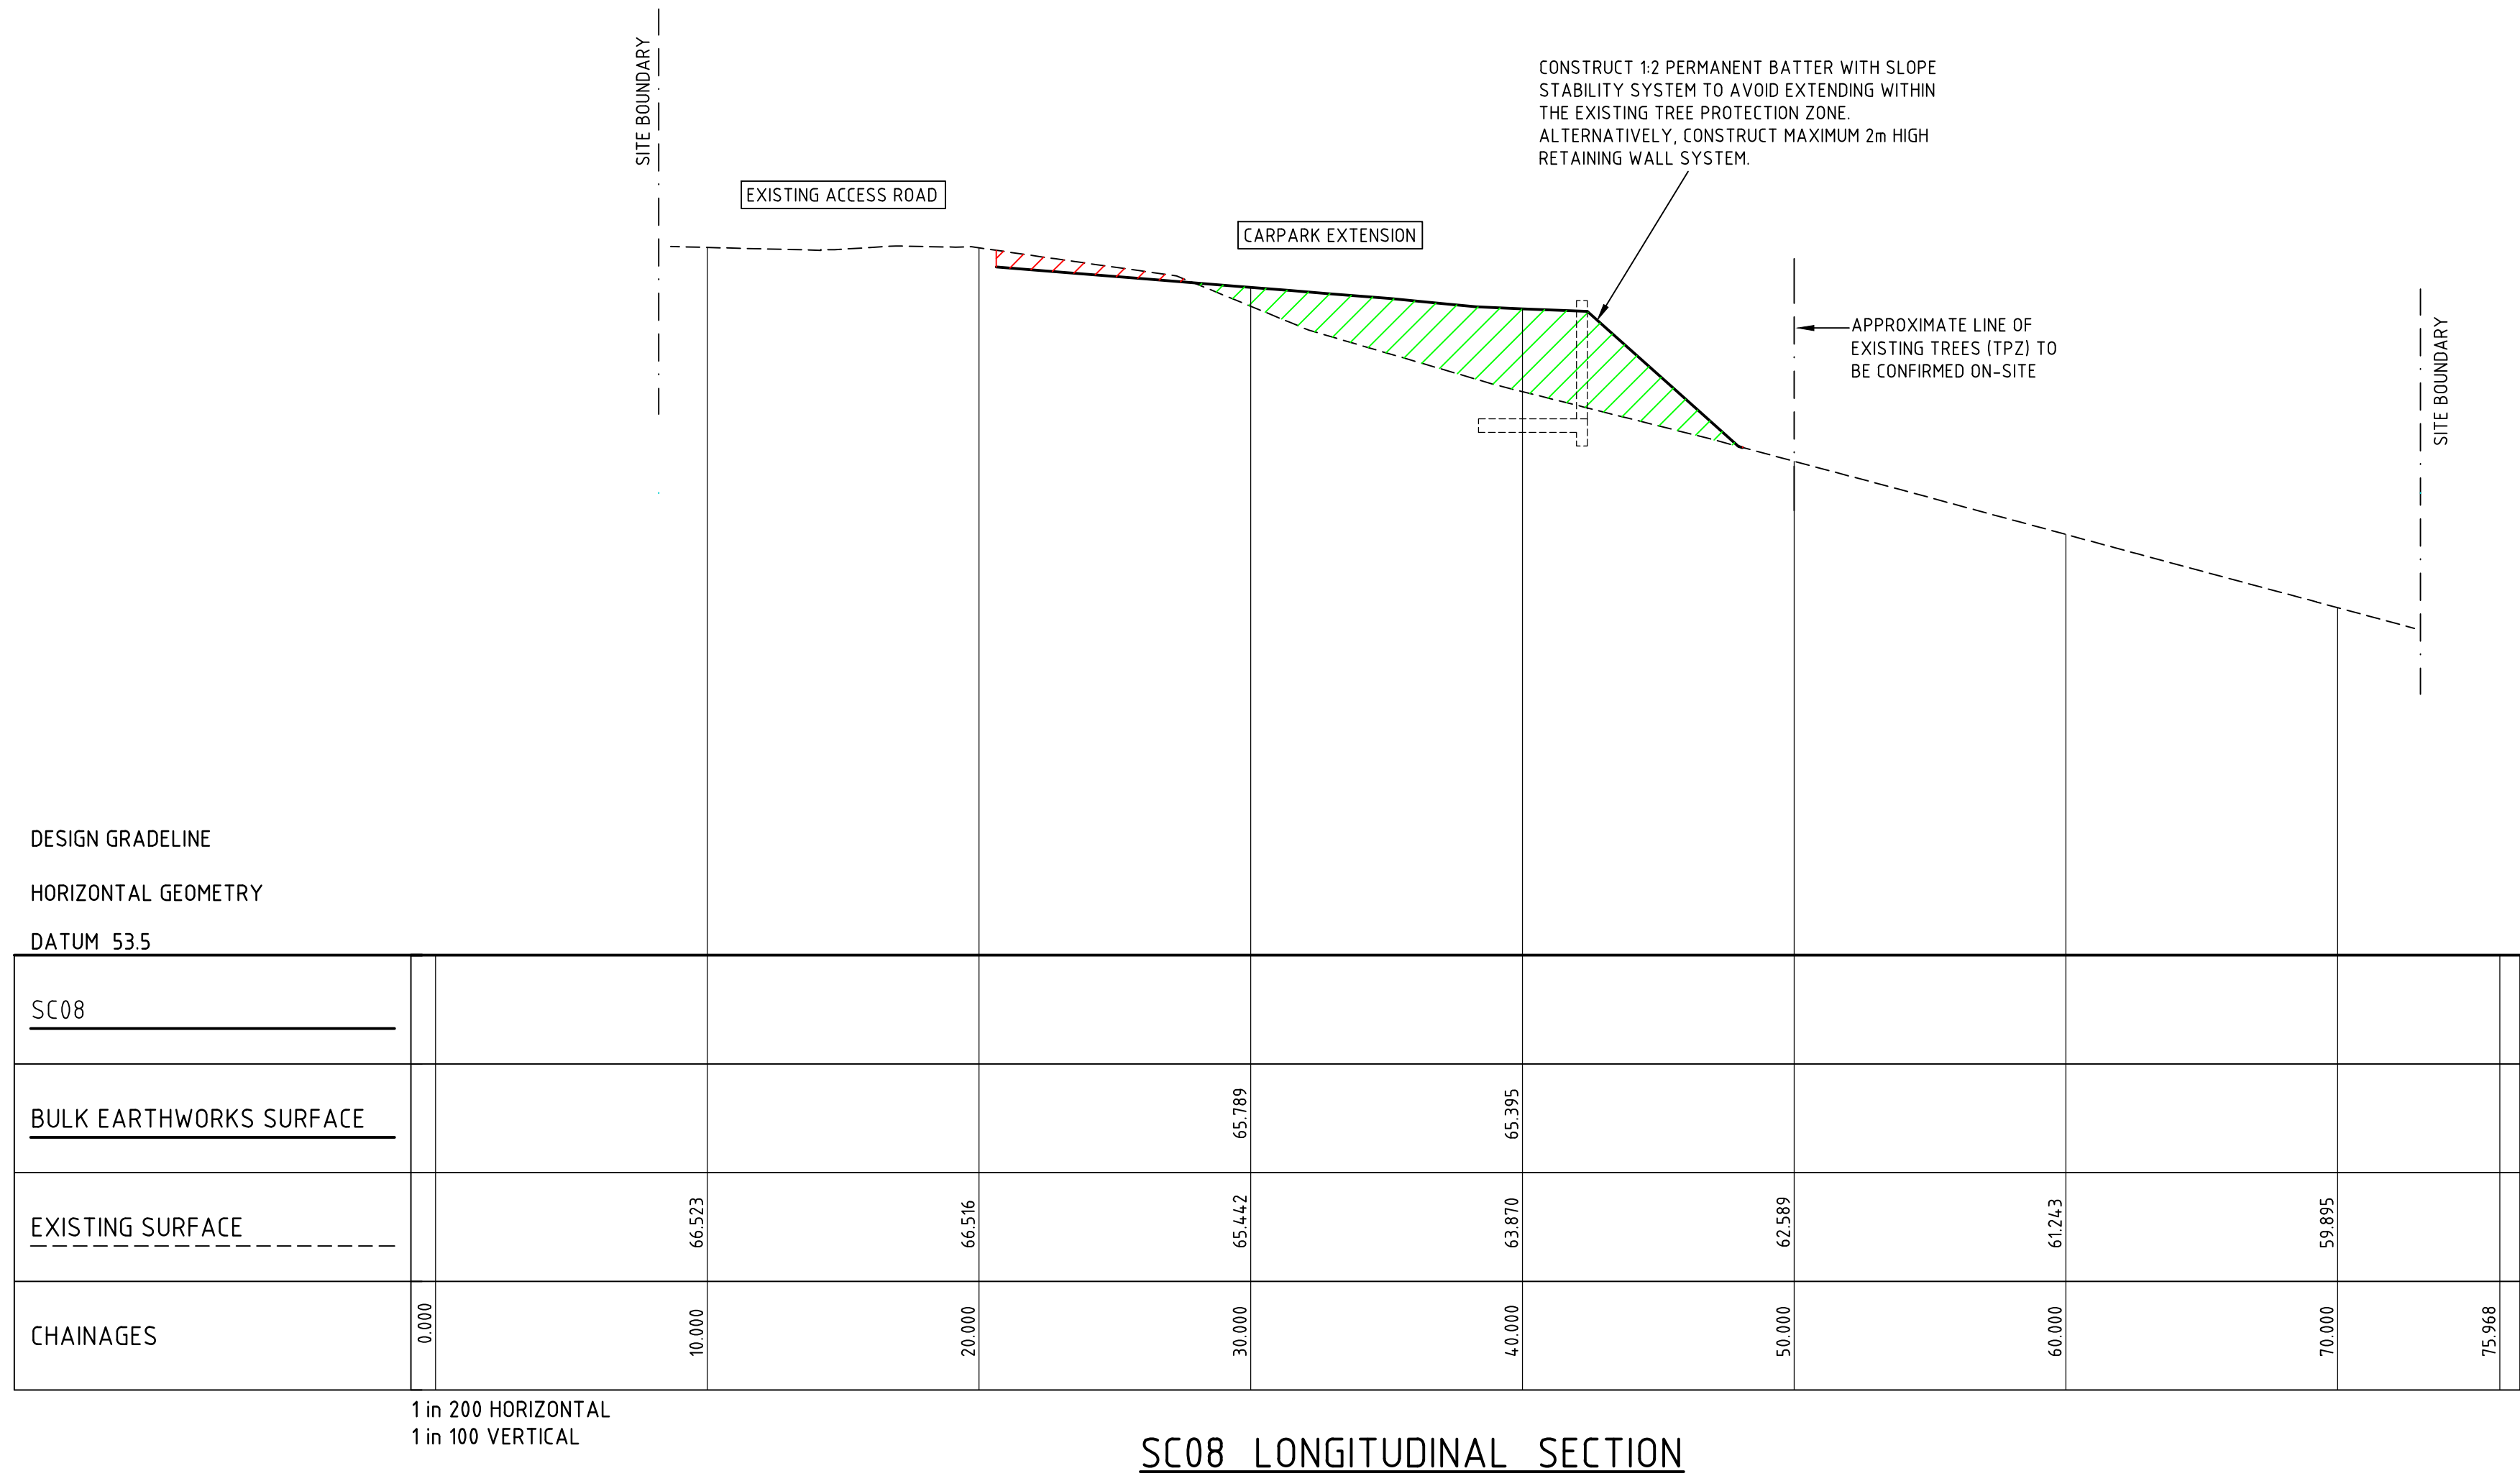 SITE BOUNDARY
CONSTRUCT 1:2 PERMANENT BATTER WITH SLOPE
STABILITY SYSTEM TO AVOID EXTENDING WITHIN
THE EXISTING TREE PROTECTION ZONE.
ALTERNATIVELY, CONSTRUCT MAXIMUM 2m HIGH
RETAINING WALL SYSTEM.
EXISTING ACCESS ROAD
CARPARK EXTENSION
APPROXIMATE LINE OF
EXISTING TREES (TPZ) TO
BE CONFIRMED ON-SITE
SITE BOUNDARY
DESIGN GRADELINE
HORIZONTAL GEOMETRY
DATUM 53.5
SC08
BULK EARTHWORKS SURFACE 65.789 65.395
EXISTING SURFACE 66.523 66.516 65.442 63.870 62.589 61.243 59.895
CHAINAGES 0.000 10.000 20.000 30.000 40.000 50.000 60.000 70.000 75.968
1 in 200 HORIZONTAL
1 in 100 VERTICAL
SC08 LONGITUDINAL SECTION